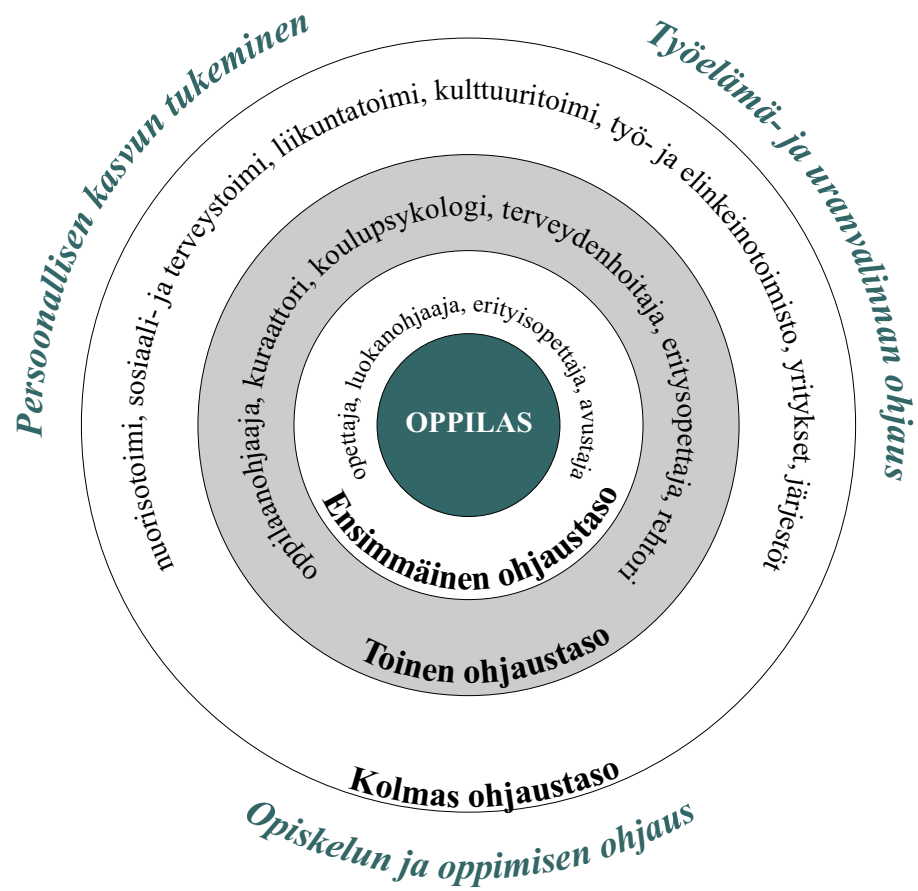 Persoonallisen kasvun tukeminen
Työelämä- ja uranvalinnan ohjaus
nuorisotoimi, sosiaali- ja terveystoimi, liikuntatoimi, kulttuuritoimi, työ- ja elinkeinotoimisto, yritykset, järjestöt
oppilaanohjaaja, kuraattori, koulupsykologi, terveydenhoitaja, eritysopettaja, rehtori
opettaja, luokanohjaaja, erityisopettaja, avustaja
OPPILAS
Ensimmäinen ohjaustaso
Toinen ohjaustaso
Kolmas ohjaustaso
Opiskelun ja oppimisen ohjaus